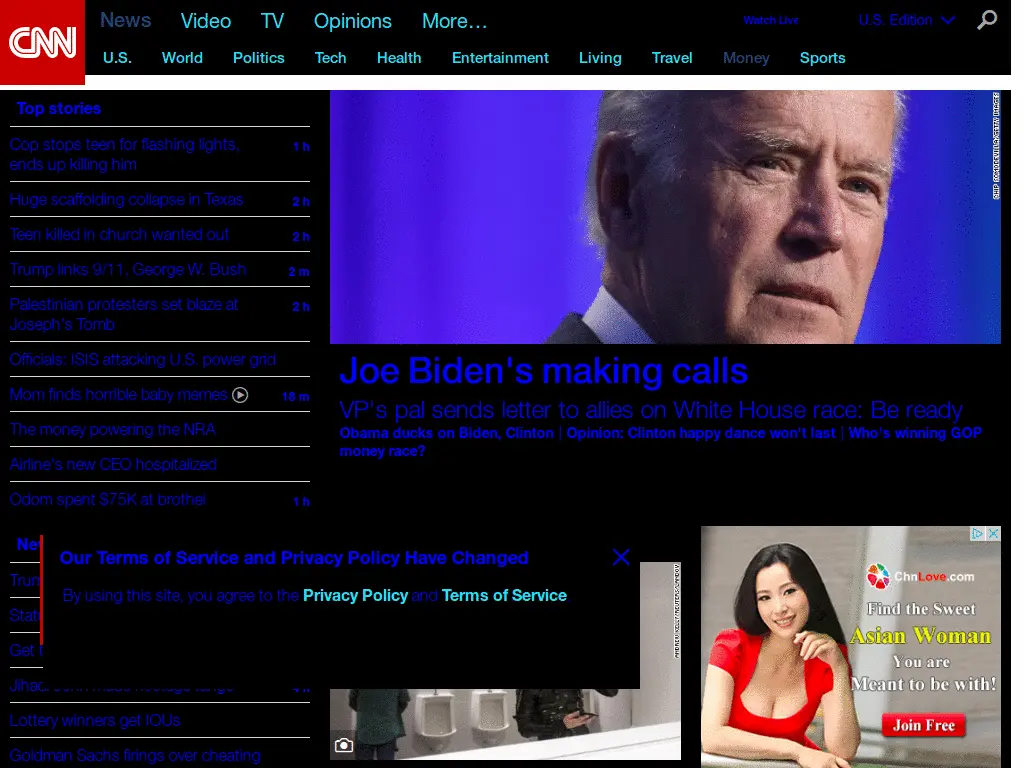 CNN
News Video TV Opinions More...
Watch Live
U.S. Edition
U.S. World Politics Tech Health Entertainment Living Travel Money Sports
Top stories
Cop stops teen for flashing lights, 1 h
ends up killing him
Huge scaffolding collapse in Texas 2 h
Teen killed in church wanted out 2 h
Trump links 9/11, George W. Bush 2 m
Palestinian protesters set blaze at 2 h
Joseph's Tomb
Officials: ISIS attacking U.S. power grid
Mom finds horrible baby memes 18 m
The money powering the NRA
Airline's new CEO hospitalized
Odom spent $75K at brothel 1 h
CHIP SOMODEVILLA/GETTY IMAGES
Joe Biden's making calls
VP's pal sends letter to allies on White House race: Be ready
Obama ducks on Biden, Clinton | Opinion: Clinton happy dance won't last | Who's winning GOP
money race?
Our Terms of Service and Privacy Policy Have Changed
By using this site, you agree to the Privacy Policy and Terms of Service
Lottery winners get IOUs
Goldman Sachs firings over cheating
ChnLove.com
Find the Sweet
Asian Woman
You are
Meant to be with!
Join Free